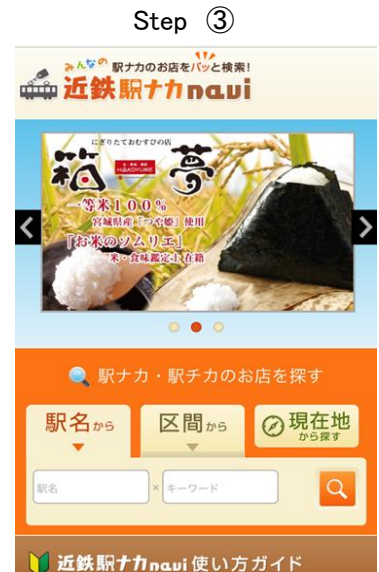 Step ③
みんなの 駅ナカのお店をパッと検索!
近鉄駅ナカnavi
にぎりたておむすびの店
箱夢
HAKOYUME
一等米100%
宮城県産「つや姫」使用
「お米のソムリエ」
米・食味鑑定士在籍
駅ナカ・駅チカのお店を探す
駅名から
区間から
現在地から探す
駅名 × キーワード
近鉄駅ナカnavi使い方ガイド